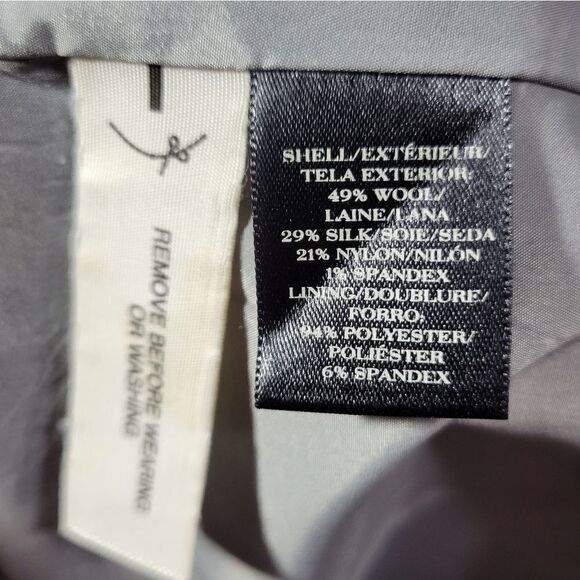 REMOVE BEFORE WEARING
OR WASHING
SHELL/EXTÉRIEUR/
TELA EXTERIOR:
49% WOOL/
LAINE/LANA
29% SILK/SOIE/SEDA
21% NYLON/NILÓN
1% SPANDEX
LINING/DOUBLURE/
FORRO:
94% POLYESTER/
POLIESTER
6% SPANDEX